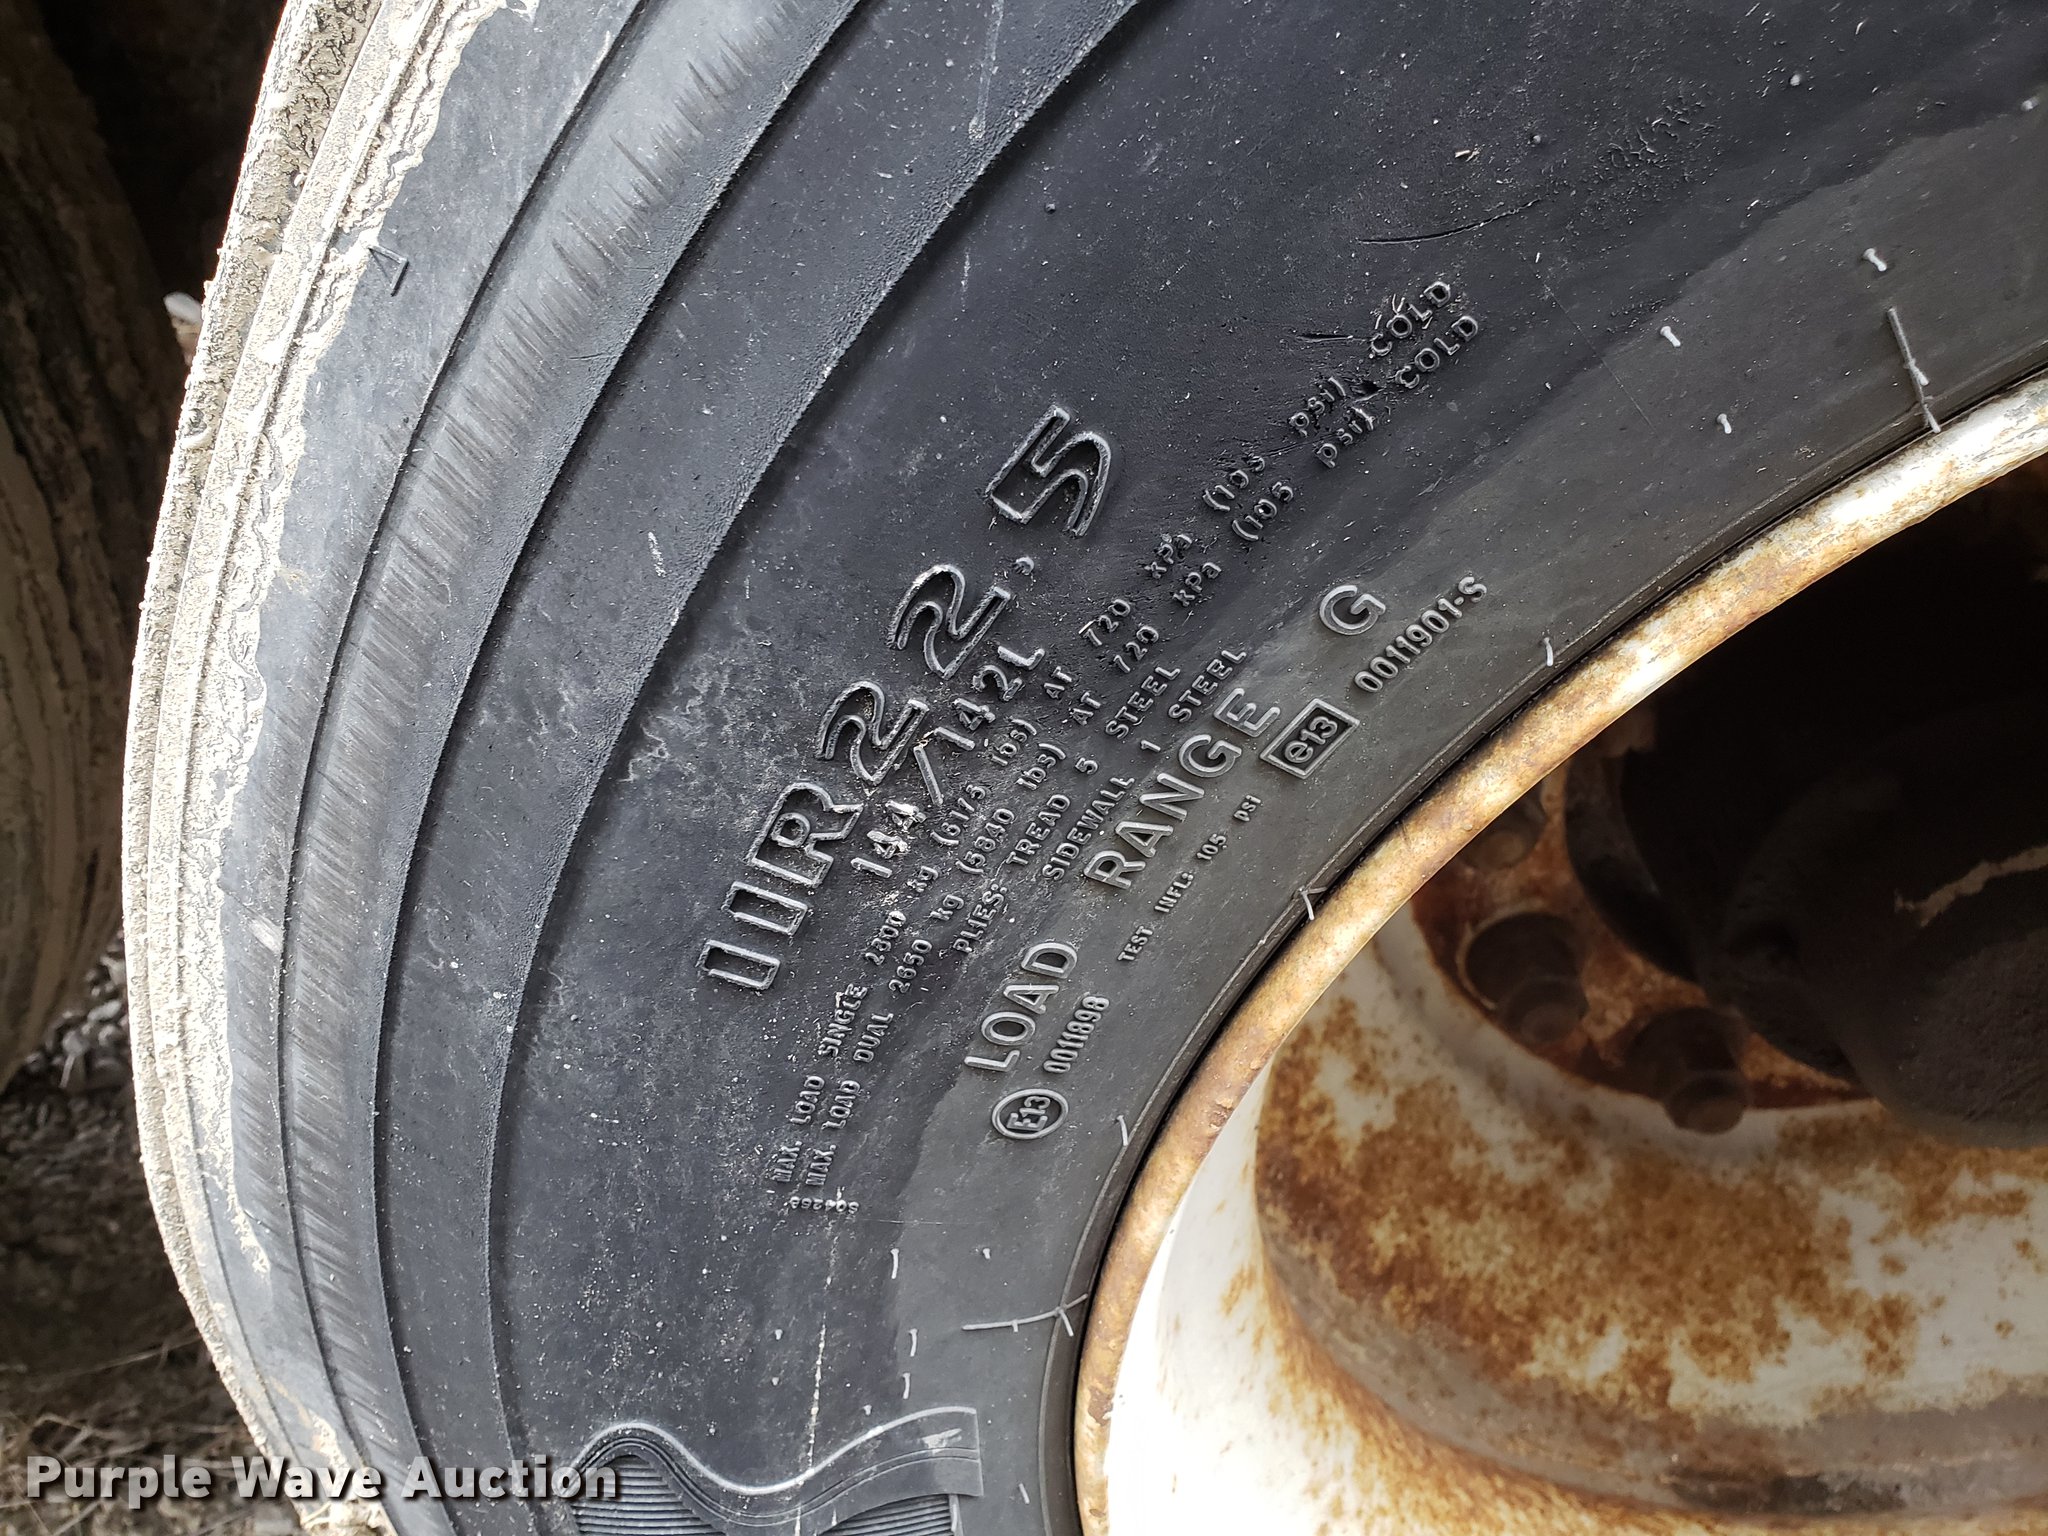 11R22.5
144/142L
MAX. LOAD SINGLE 2800 kg (6175 lbs) AT 720 kPa (105 psi) COLD
MAX. LOAD DUAL 2650 kg (5840 lbs) AT 720 kPa (105 psi) COLD
PLIES: TREAD 5 STEEL
SIDEWALL 1 STEEL
LOAD RANGE G
E13 0011898 TEST INFL: 105 PSI e13 0011901-S
Purple Wave Auction